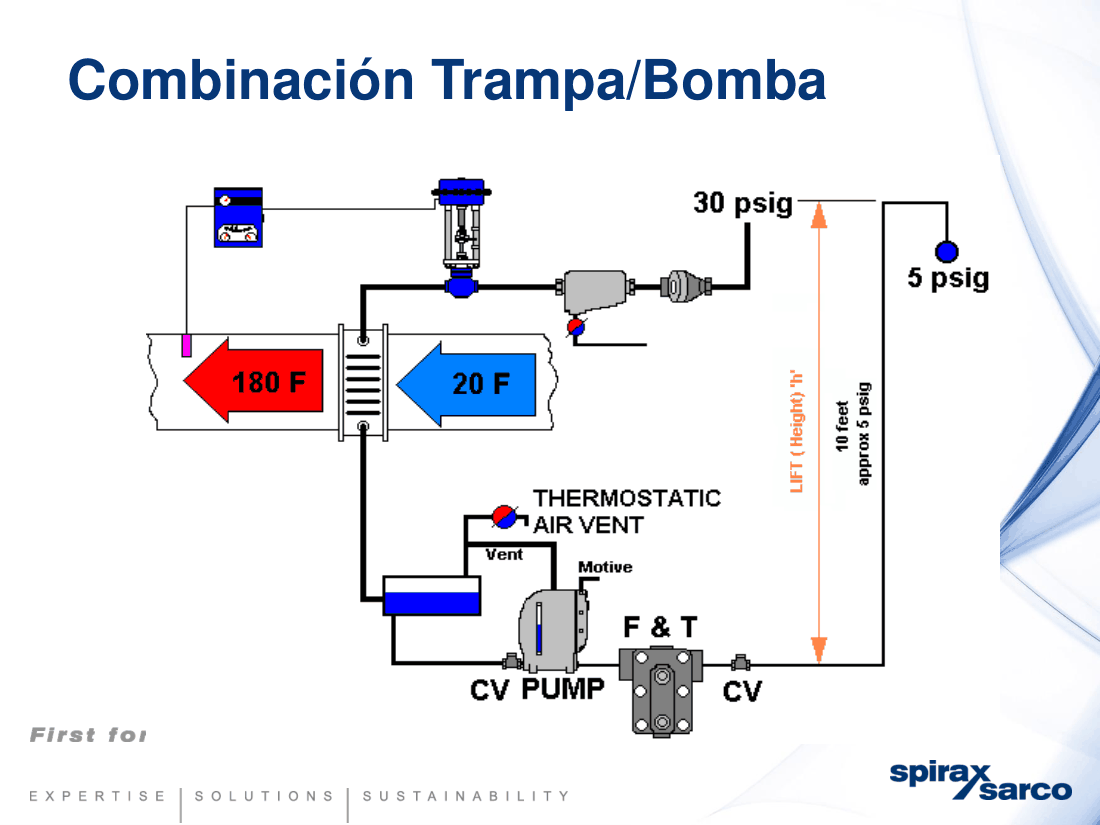 Combinación Trampa/Bomba
30 psig
5 psig
180 F
20 F
LIFT ( Height) 'h'
10 feet
approx 5 psig
THERMOSTATIC
AIR VENT
Vent
Motive
F & T
CV
PUMP
CV
First for
EXPERTISE
SOLUTIONS
SUSTAINABILITY
spirax
sarco